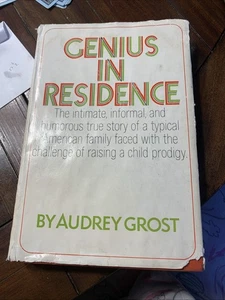 GENIUS
IN
RESIDENCE
The intimate, informal, and
humorous true story of a typical
American family faced with the
challenge of raising a child prodigy.
BY AUDREY GROST